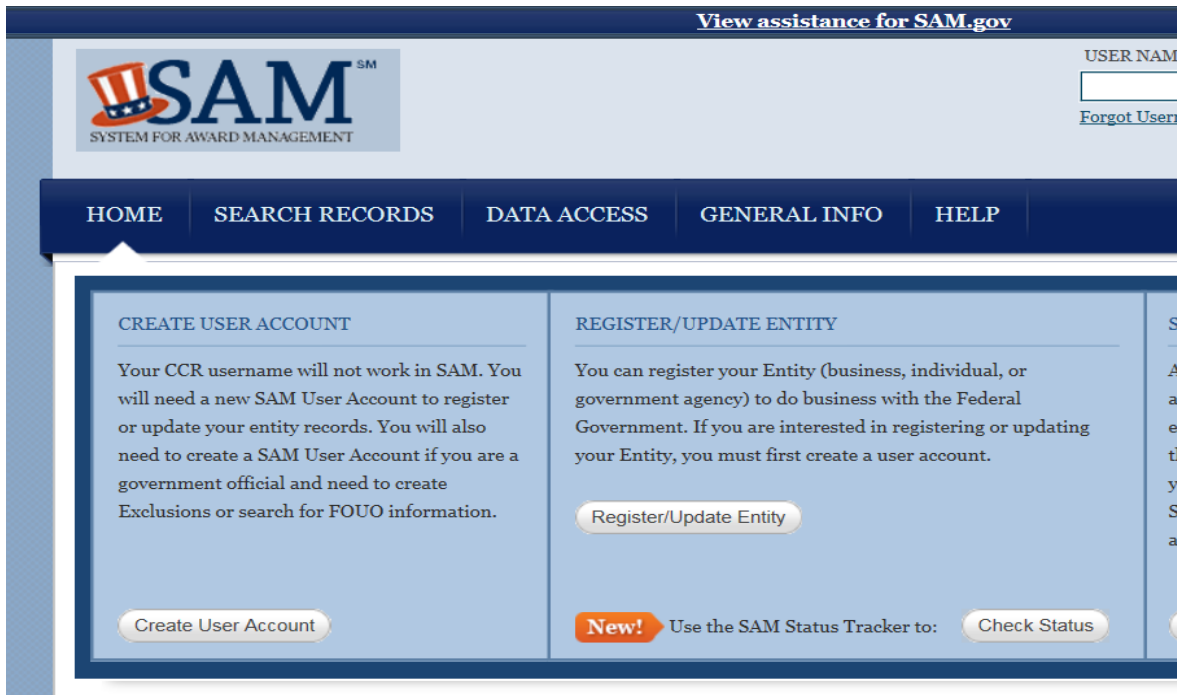 View assistance for SAM.gov
SAM SM
SYSTEM FOR AWARD MANAGEMENT
USER NAM
Forgot User
HOME SEARCH RECORDS DATA ACCESS GENERAL INFO HELP
CREATE USER ACCOUNT
Your CCR username will not work in SAM. You
will need a new SAM User Account to register
or update your entity records. You will also
need to create a SAM User Account if you are a
government official and need to create
Exclusions or search for FOUO information.
Create User Account
REGISTER/UPDATE ENTITY
You can register your Entity (business, individual, or
government agency) to do business with the Federal
Government. If you are interested in registering or updating
your Entity, you must first create a user account.
Register/Update Entity
New! Use the SAM Status Tracker to: Check Status